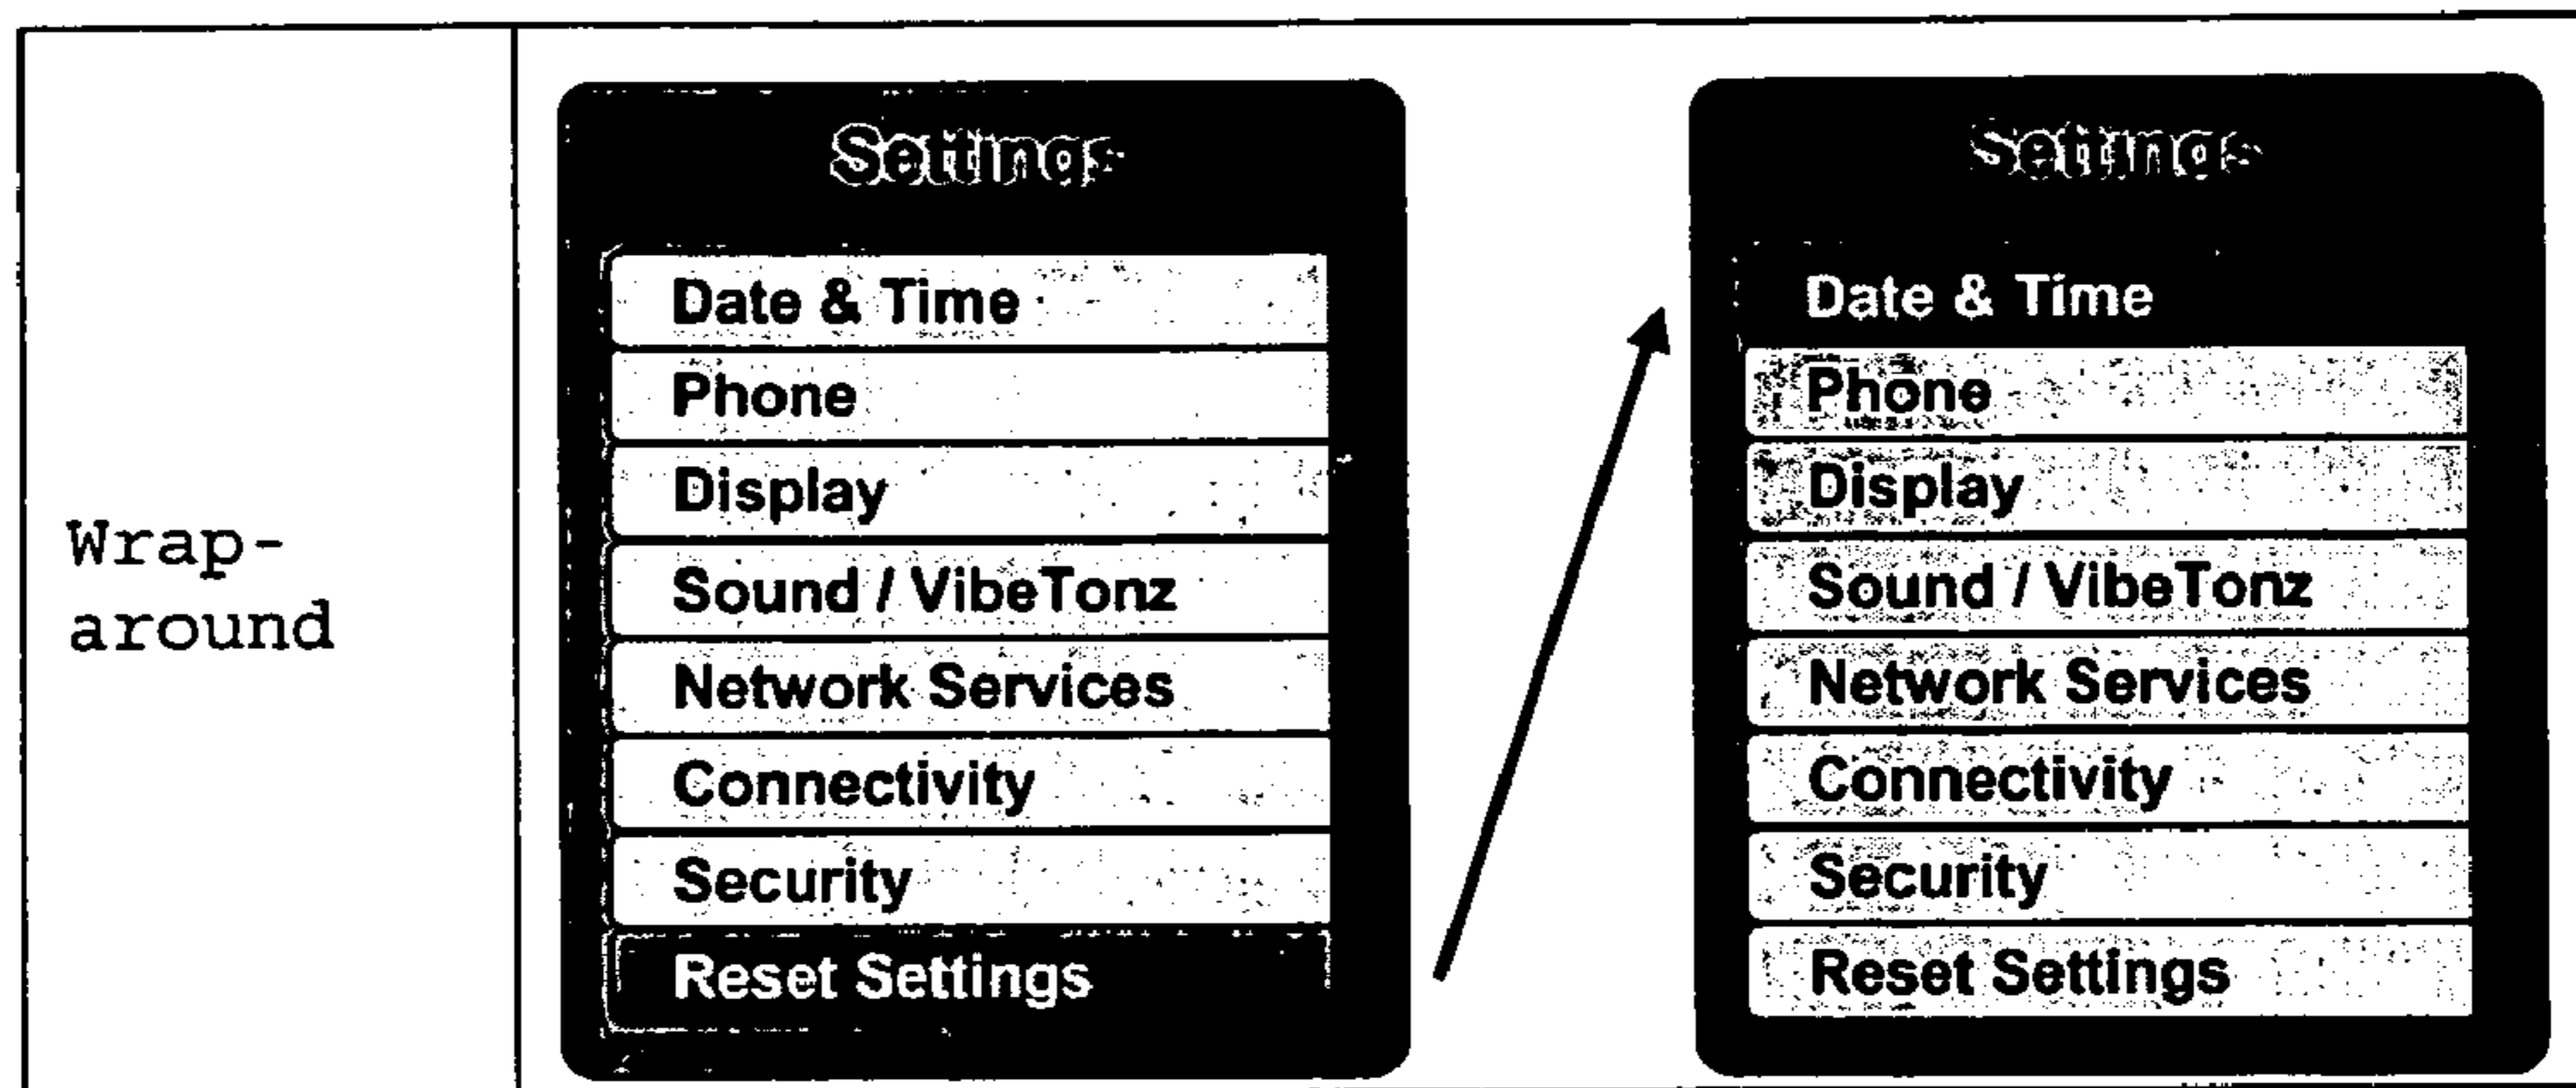 Wrap-
around
Settings
Date & Time
Phone
Display
Sound / VibeTonz
Network Services
Connectivity
Security
Reset Settings
Settings
Date & Time
Phone
Display
Sound / VibeTonz
Network Services
Connectivity
Security
Reset Settings